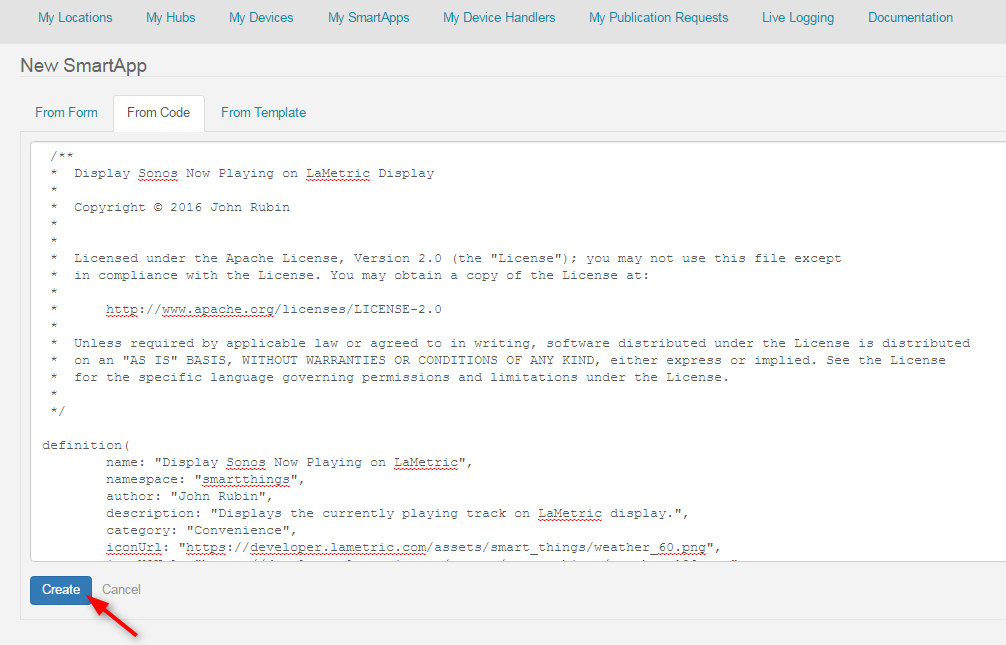 My Locations My Hubs My Devices My SmartApps My Device Handlers My Publication Requests Live Logging Documentation
New SmartApp
From Form From Code From Template
/**
* Display Sonos Now Playing on LaMetric Display
*
* Copyright © 2016 John Rubin
*
*
* Licensed under the Apache License, Version 2.0 (the "License"); you may not use this file except
* in compliance with the License. You may obtain a copy of the License at:
*
* http://www.apache.org/licenses/LICENSE-2.0
*
* Unless required by applicable law or agreed to in writing, software distributed under the License is distributed
* on an "AS IS" BASIS, WITHOUT WARRANTIES OR CONDITIONS OF ANY KIND, either express or implied. See the License
* for the specific language governing permissions and limitations under the License.
*
*/
definition(
name: "Display Sonos Now Playing on LaMetric",
namespace: "smartthings",
author: "John Rubin",
description: "Displays the currently playing track on LaMetric display.",
category: "Convenience",
iconUrl: "https://developer.lametric.com/assets/smart_things/weather_60.png",
Create Cancel